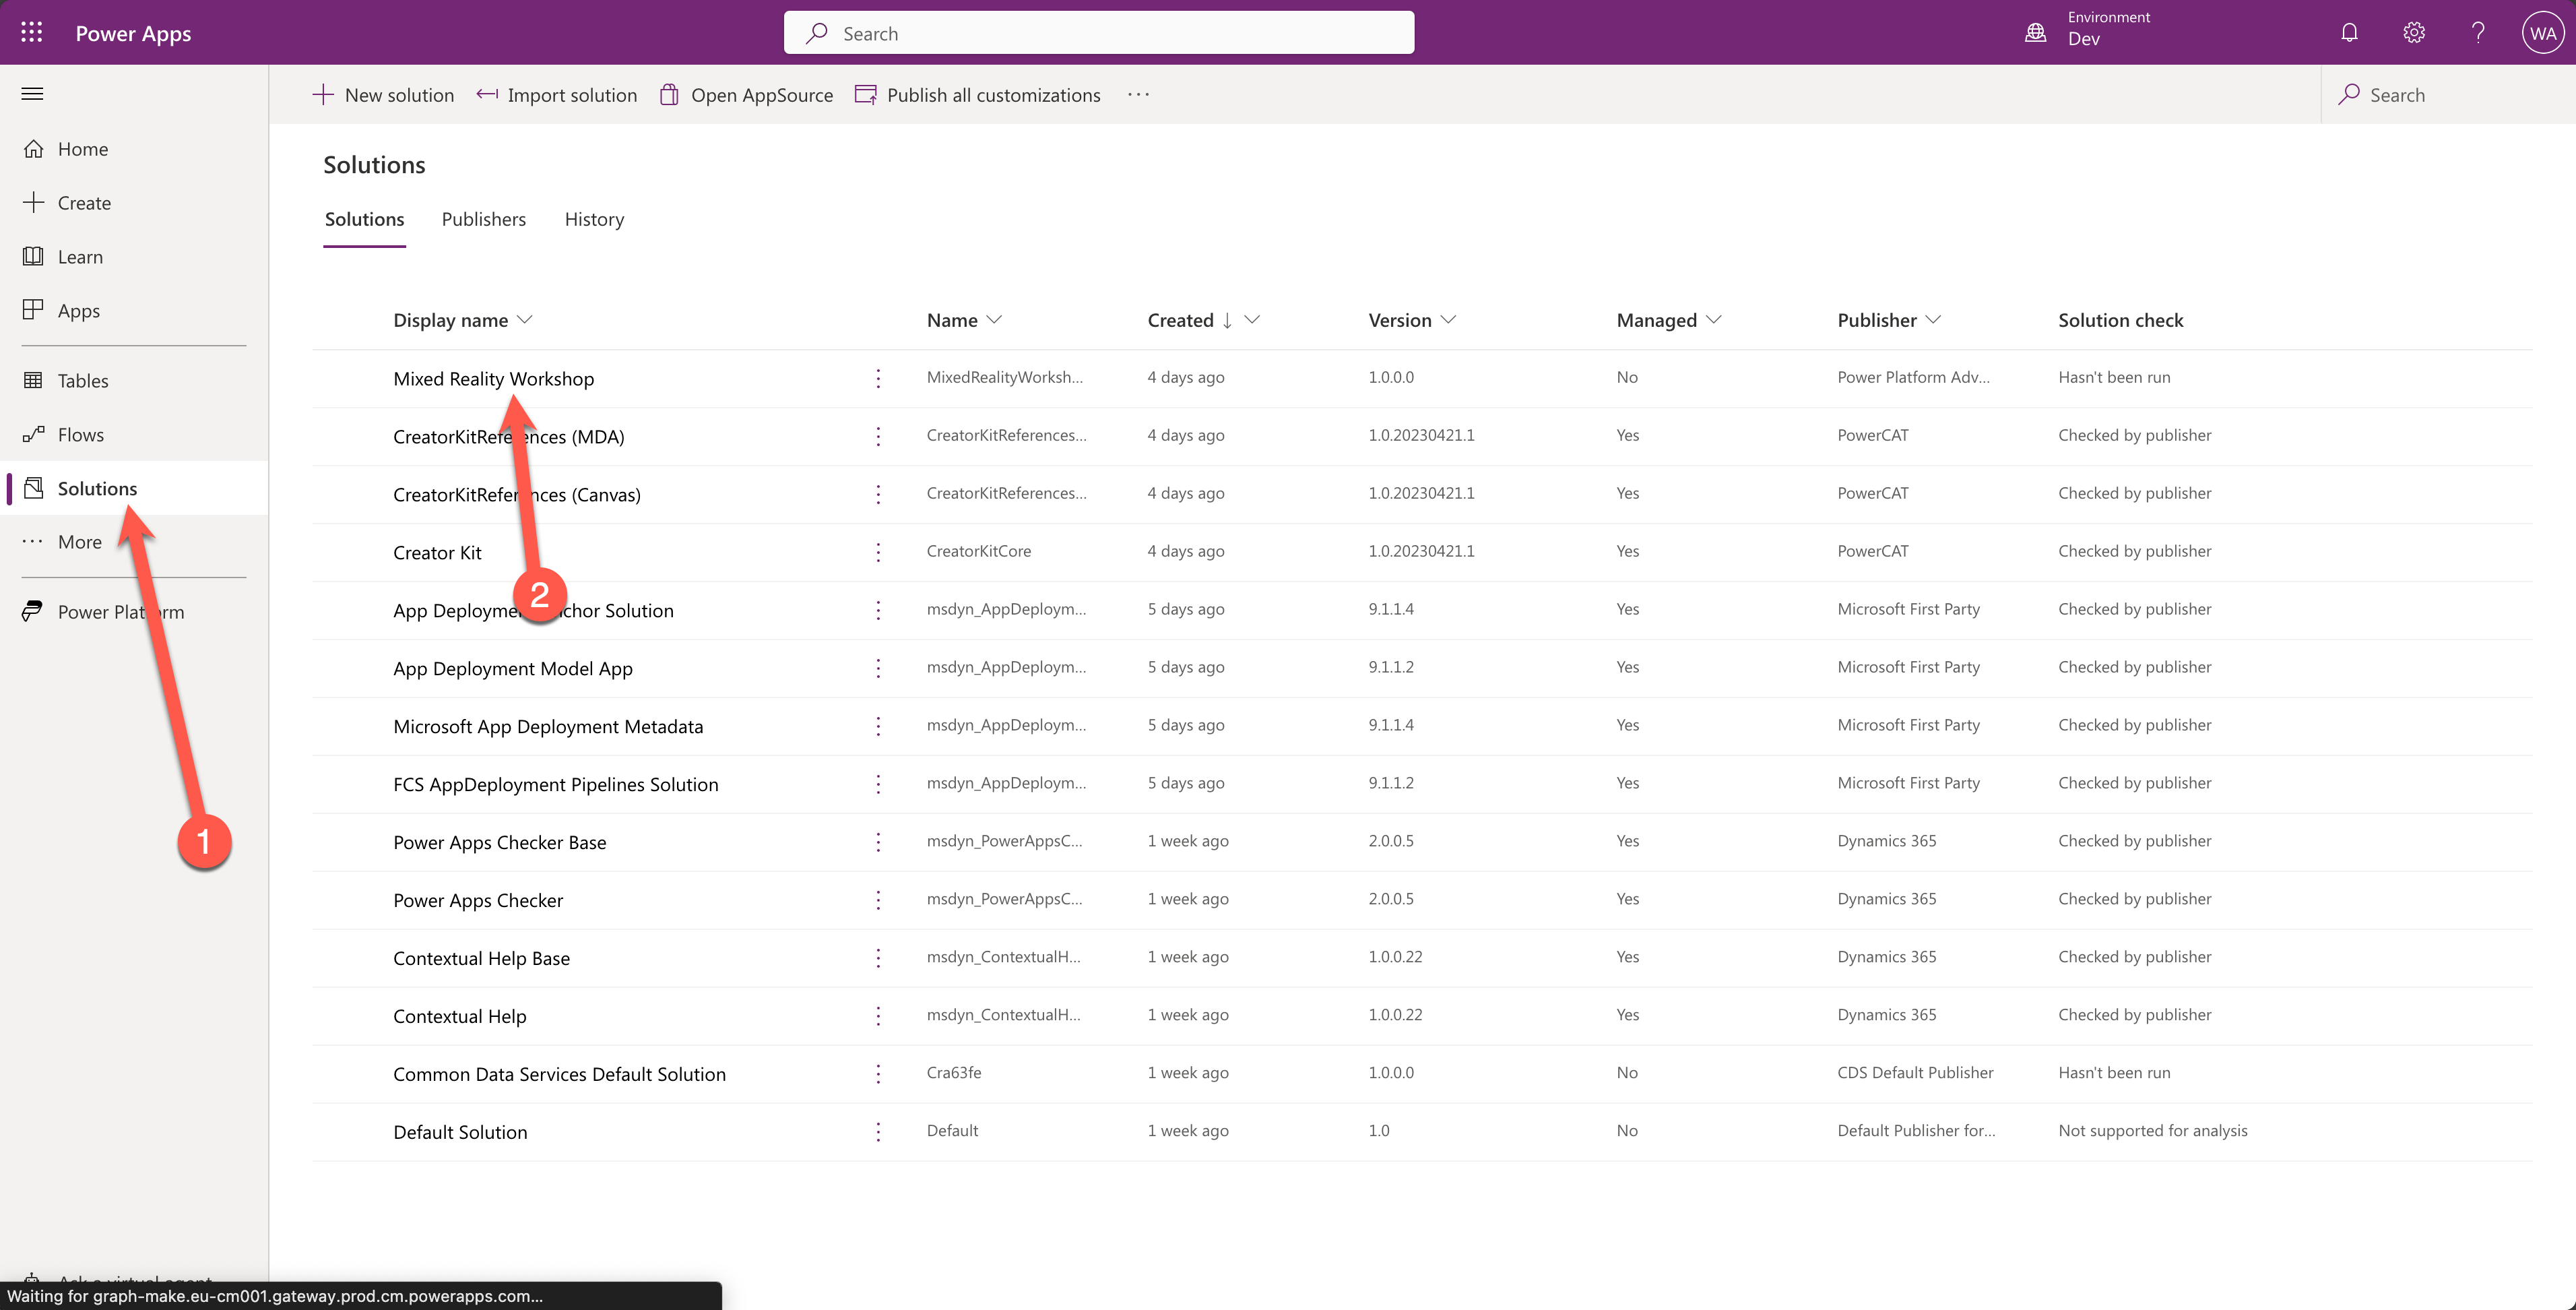 Power Apps
Search
Environment
Dev
WA
New solution
Import solution
Open AppSource
Publish all customizations
Search
Home
Create
Learn
Apps
Tables
Flows
Solutions
More
Power Platform
Solutions
Solutions Publishers History
Display name Name Created Version Managed Publisher Solution check
Mixed Reality Workshop MixedRealityWorksh... 4 days ago 1.0.0.0 No Power Platform Adv... Hasn't been run
CreatorKitReferences (MDA) CreatorKitReferences... 4 days ago 1.0.20230421.1 Yes PowerCAT Checked by publisher
CreatorKitReferences (Canvas) CreatorKitReferences... 4 days ago 1.0.20230421.1 Yes PowerCAT Checked by publisher
Creator Kit CreatorKitCore 4 days ago 1.0.20230421.1 Yes PowerCAT Checked by publisher
2
App Deployment Anchor Solution msdyn_AppDeploym... 5 days ago 9.1.1.4 Yes Microsoft First Party Checked by publisher
App Deployment Model App msdyn_AppDeploym... 5 days ago 9.1.1.2 Yes Microsoft First Party Checked by publisher
Microsoft App Deployment Metadata msdyn_AppDeploym... 5 days ago 9.1.1.4 Yes Microsoft First Party Checked by publisher
FCS AppDeployment Pipelines Solution msdyn_AppDeploym... 5 days ago 9.1.1.2 Yes Microsoft First Party Checked by publisher
1
Power Apps Checker Base msdyn_PowerAppsC... 1 week ago 2.0.0.5 Yes Dynamics 365 Checked by publisher
Power Apps Checker msdyn_PowerAppsC... 1 week ago 2.0.0.5 Yes Dynamics 365 Checked by publisher
Contextual Help Base msdyn_ContextualH... 1 week ago 1.0.0.22 Yes Dynamics 365 Checked by publisher
Contextual Help msdyn_ContextualH... 1 week ago 1.0.0.22 Yes Dynamics 365 Checked by publisher
Common Data Services Default Solution Cra63fe 1 week ago 1.0.0.0 No CDS Default Publisher Hasn't been run
Default Solution Default 1 week ago 1.0 No Default Publisher for... Not supported for analysis
Ask a virtual agent
Waiting for graph-make.eu-cm001.gateway.prod.cm.powerapps.com...